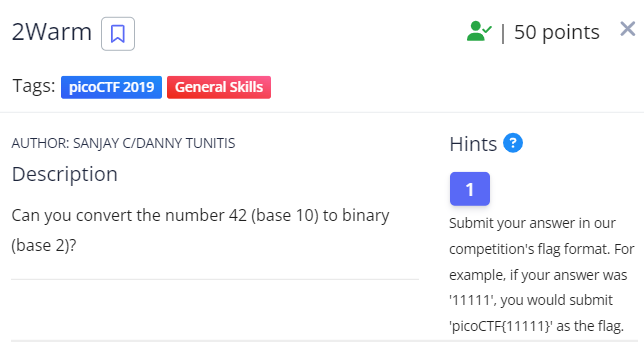 2Warm | 50 points ×
Tags: picoCTF 2019 General Skills
AUTHOR: SANJAY C/DANNY TUNITIS
Description
Can you convert the number 42 (base 10) to binary
(base 2)?
Hints ?
1
Submit your answer in our
competition's flag format. For
example, if your answer was
'11111', you would submit
'picoCTF{11111}' as the flag.